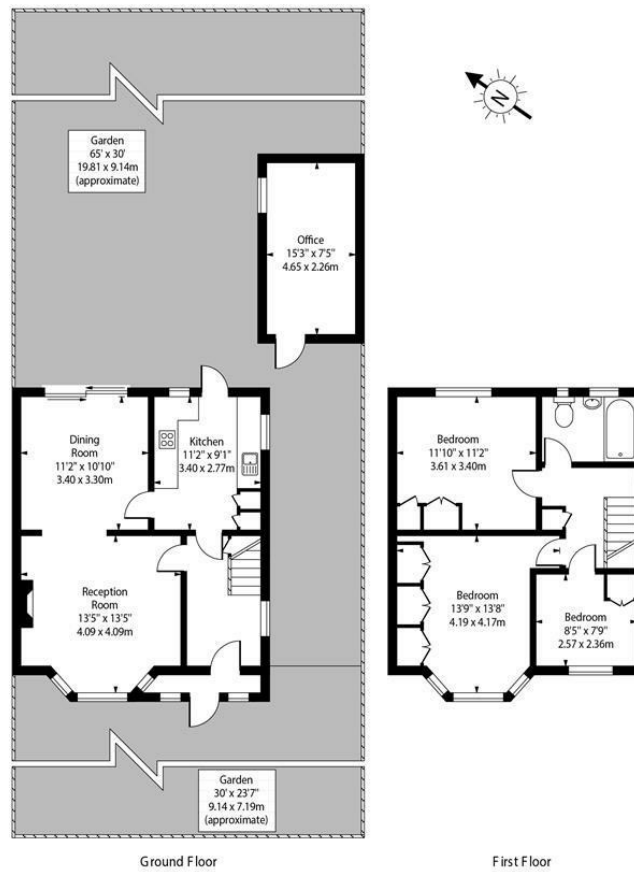 Garden
65' x 30'
19.81 x 9.14m
(approximate)
N
Office
15'3" x 7'5"
4.65 x 2.26m
Dining
Room
11'2" x 10'10"
3.40 x 3.30m
Kitchen
11'2" x 9'1"
3.40 x 2.77m
Reception
Room
13'5" x 13'5"
4.09 x 4.09m
Garden
30' x 23'7"
9.14 x 7.19m
(approximate)
Ground Floor
Bedroom
11'10" x 11'2"
3.61 x 3.40m
Bedroom
13'9" x 13'8"
4.19 x 4.17m
Bedroom
8'5" x 7'9"
2.57 x 2.36m
First Floor